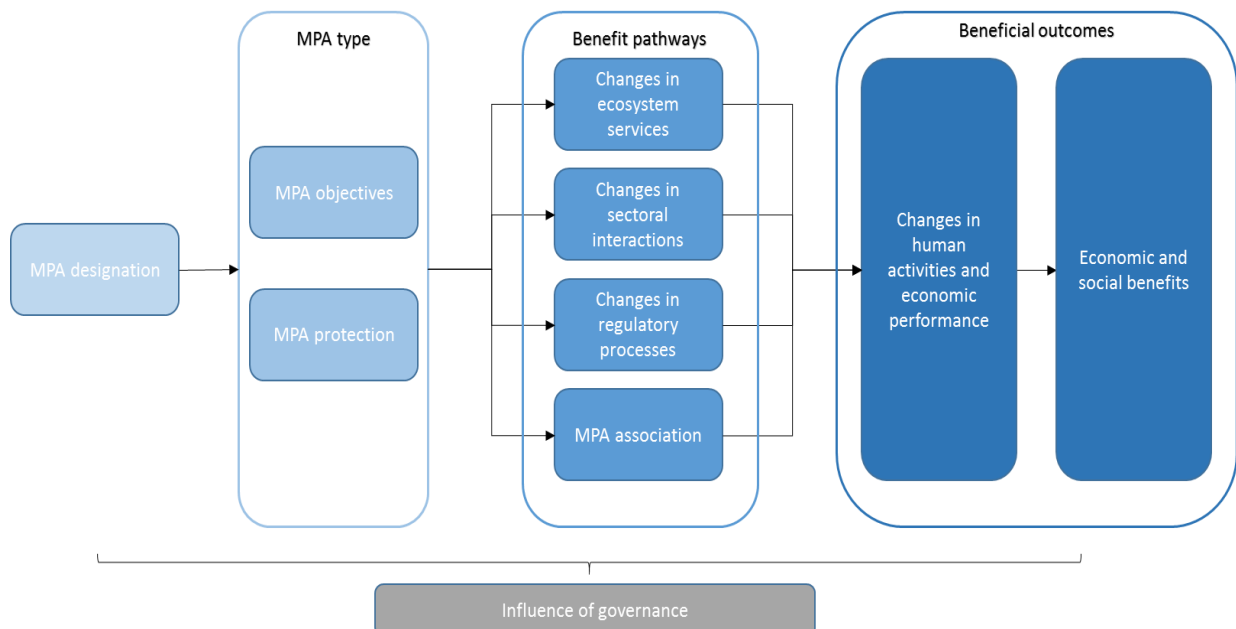 MPA designation
MPA type
MPA objectives
MPA protection
Benefit pathways
Changes in
ecosystem
services
Changes in
sectoral
interactions
Changes in
regulatory
processes
MPA association
Beneficial outcomes
Changes in
human
activities and
economic
performance
Economic and
social benefits
Influence of governance